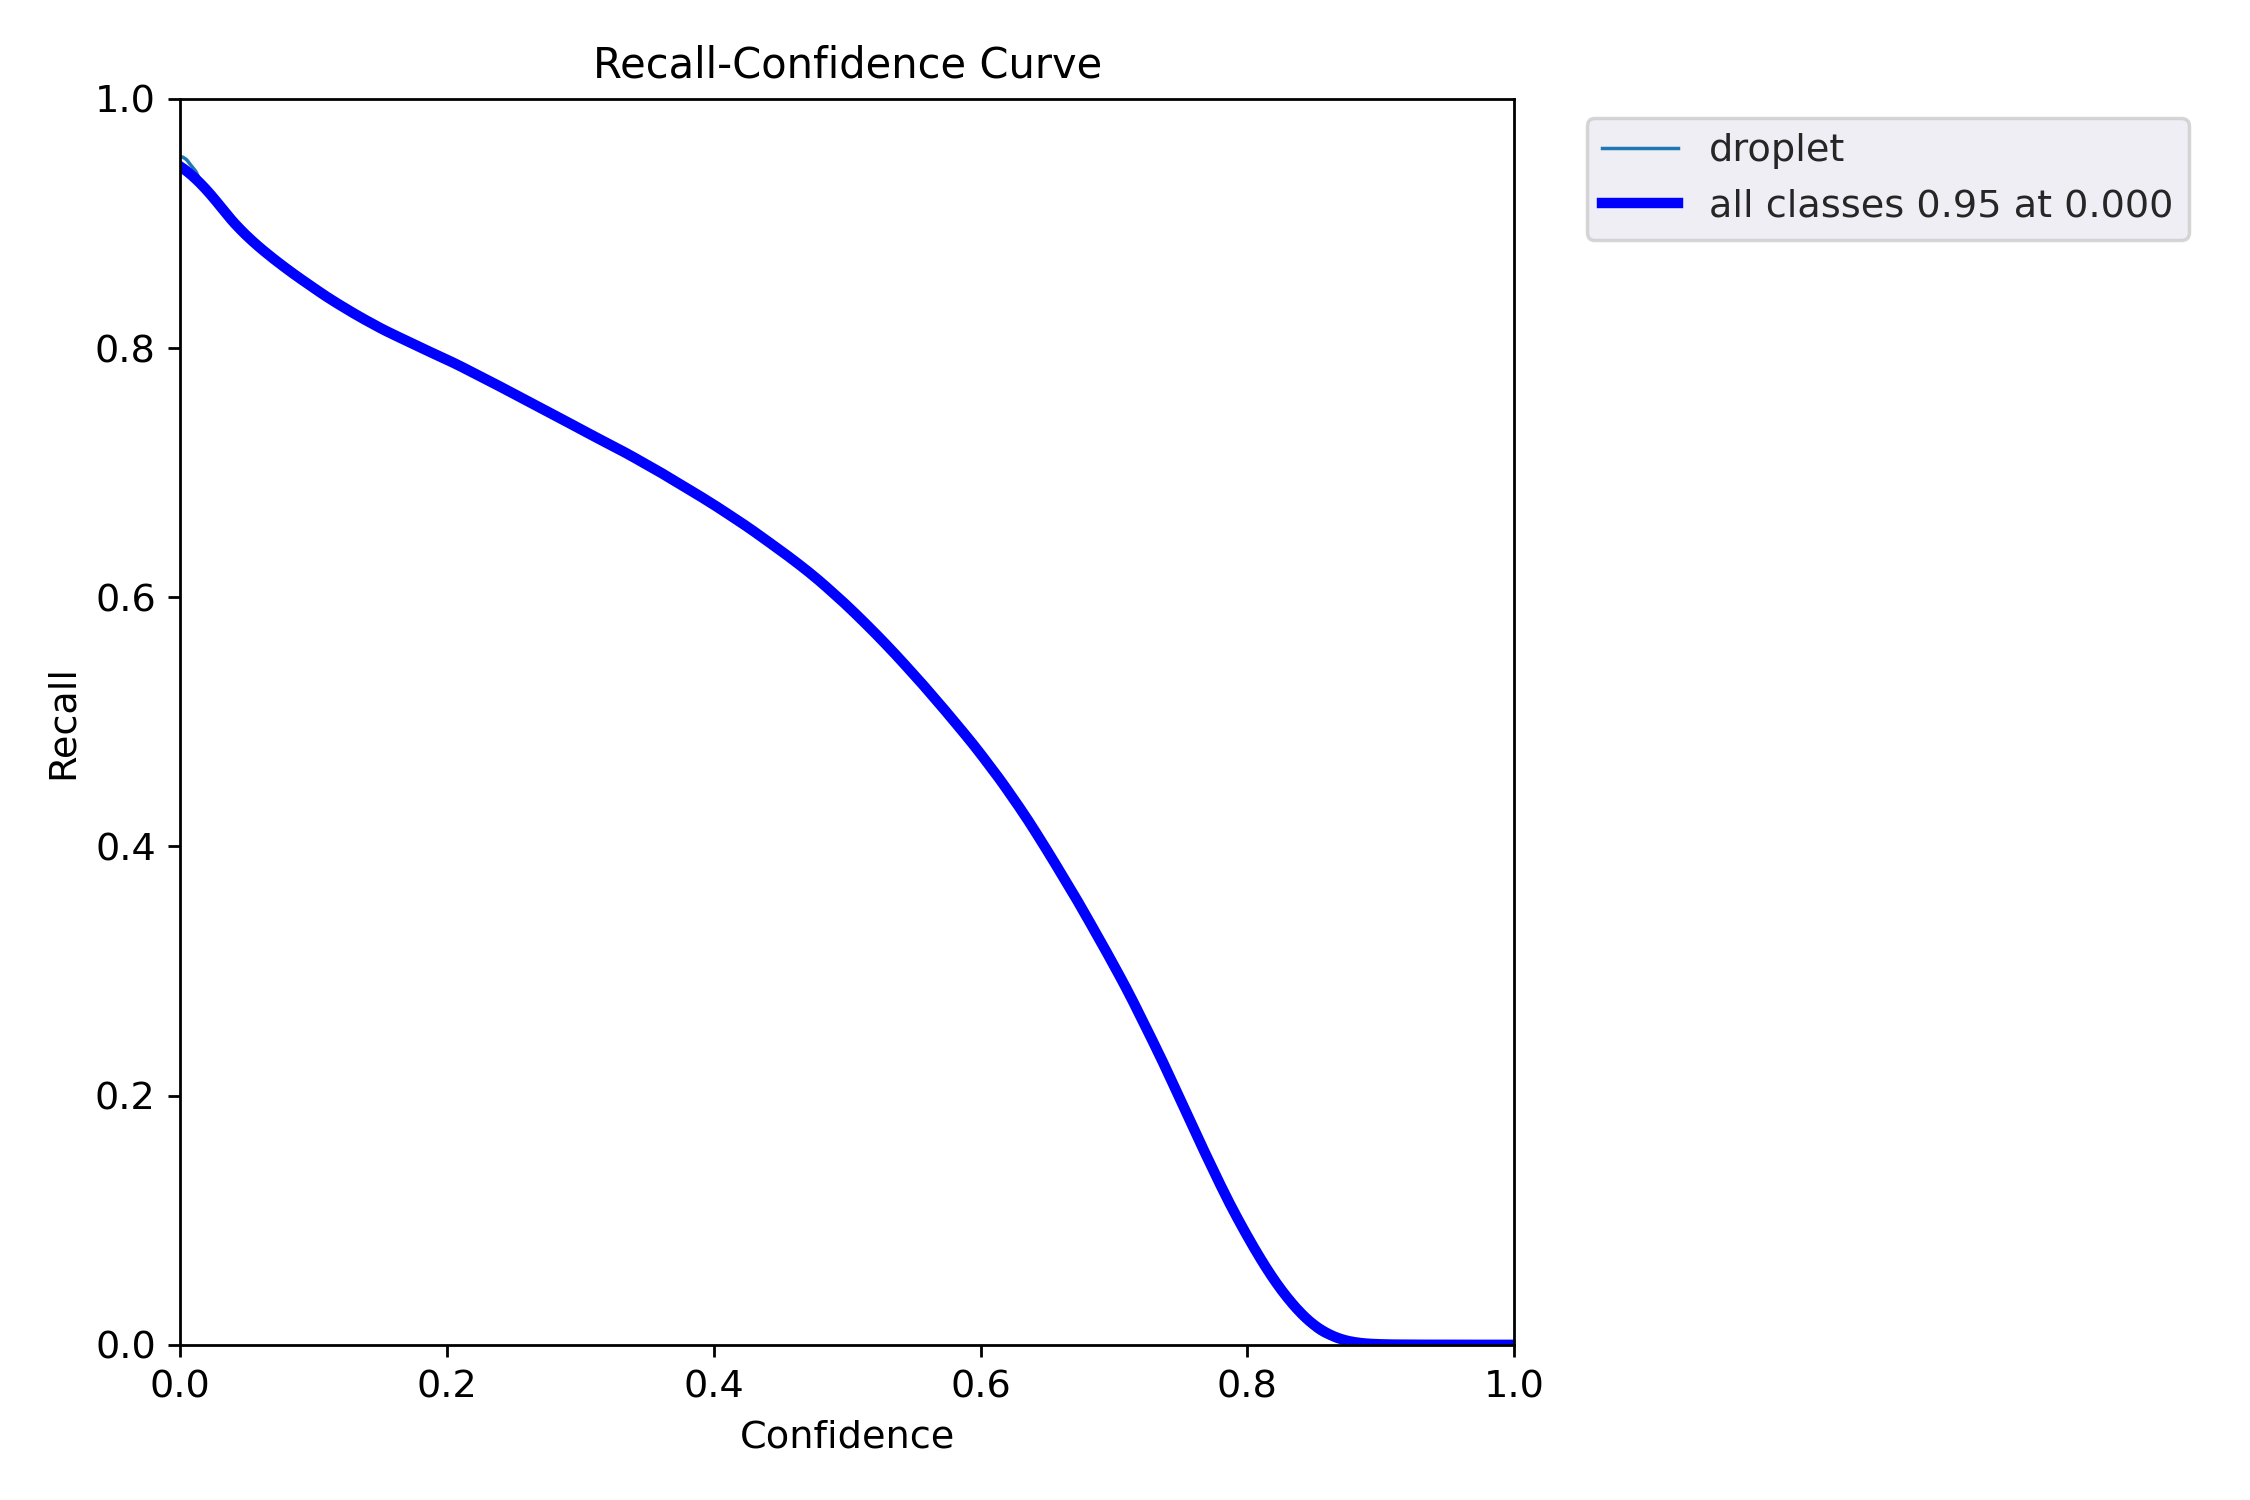 Recall-Confidence Curve
1.0
0.8
0.6
0.4
0.2
0.0
Recall
0.0 0.2 0.4 0.6 0.8 1.0
Confidence
droplet
all classes 0.95 at 0.000